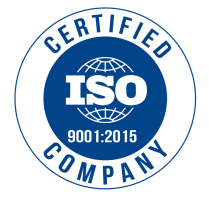 CERTIFIED
ISO
9001:2015
COMPANY